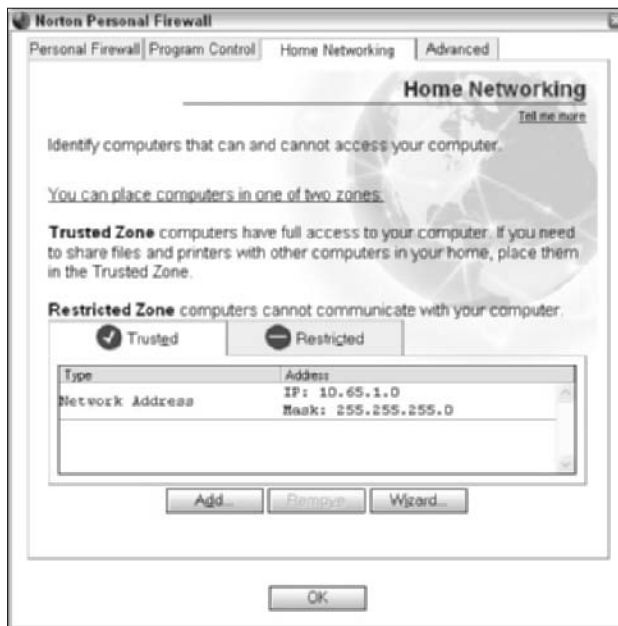 Norton Personal Firewall
Personal Firewall Program Control Home Networking Advanced
Home Networking
Tell me more
Identify computers that can and cannot access your computer.
You can place computers in one of two zones:
Trusted Zone computers have full access to your computer. If you need
to share files and printers with other computers in your home, place them
in the Trusted Zone.
Restricted Zone computers cannot communicate with your computer.
Trusted Restricted
Type Address
Network Address IP: 10.65.1.0
Mask: 255.255.255.0
Add... Remove Wizard...
OK